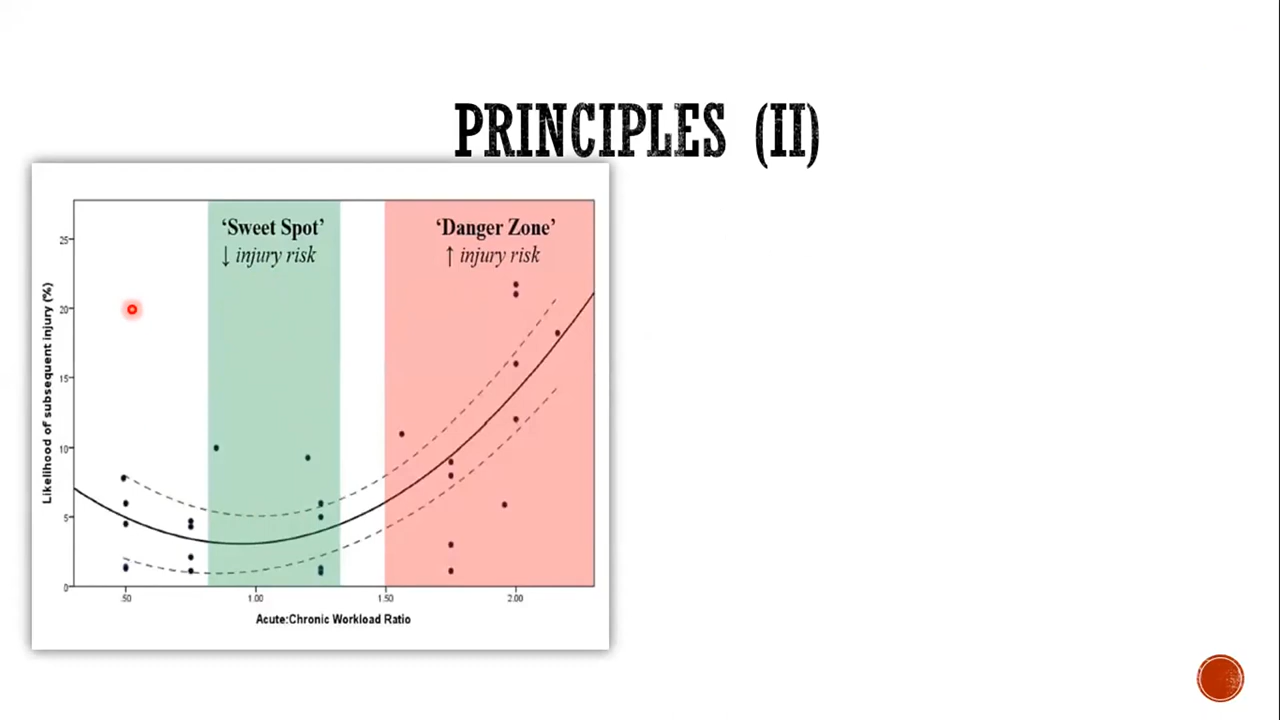 PRINCIPLES (II)
'Sweet Spot'
↓ injury risk
'Danger Zone'
↑ injury risk
Likelihood of subsequent injury (%)
25
20
15
10
5
0
.50
1.00
1.50
2.00
Acute:Chronic Workload Ratio